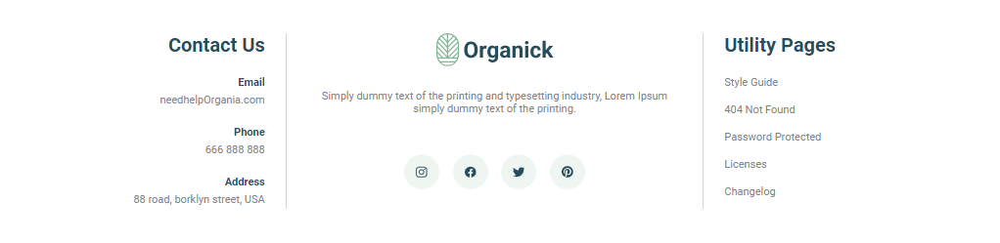 Contact Us
Email
needhelpOrgania.com
Phone
666 888 888
Address
88 road, borklyn street, USA
Organick
Simply dummy text of the printing and typesetting industry, Lorem Ipsum
simply dummy text of the printing.
Utility Pages
Style Guide
404 Not Found
Password Protected
Licenses
Changelog